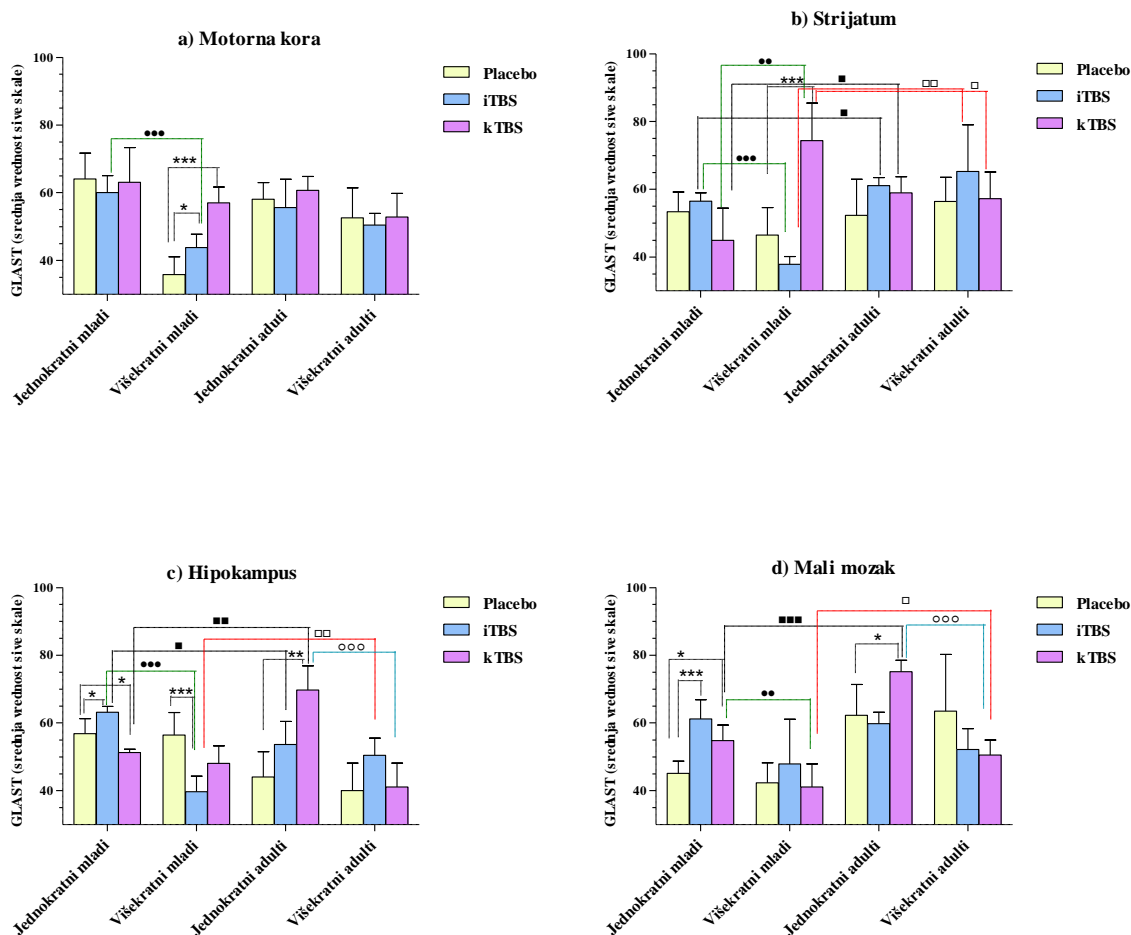 a) Motorna kora
GLAST (srednja vrednost sive skale)
100
80
60
40
●●●
***
*
Placebo
iTBS
kTBS
Jednokratni mladi
Višekratni mladi
Jednokratni adulti
Višekratni adulti
b) Strijatum
GLAST (srednja vrednost sive skale)
100
80
60
40
●●
***
■
□□
□
■
●●●
Placebo
iTBS
kTBS
Jednokratni mladi
Višekratni mladi
Jednokratni adulti
Višekratni adulti
c) Hipokampus
GLAST (srednja vrednost sive skale)
100
80
60
40
■■
□□
■
○○○
●●●
**
*
*
***
Placebo
iTBS
kTBS
Jednokratni mladi
Višekratni mladi
Jednokratni adulti
Višekratni adulti
d) Mali mozak
GLAST (srednja vrednost sive skale)
100
80
60
40
□
■■■
○○○
*
*
***
●●
Placebo
iTBS
kTBS
Jednokratni mladi
Višekratni mladi
Jednokratni adulti
Višekratni adulti